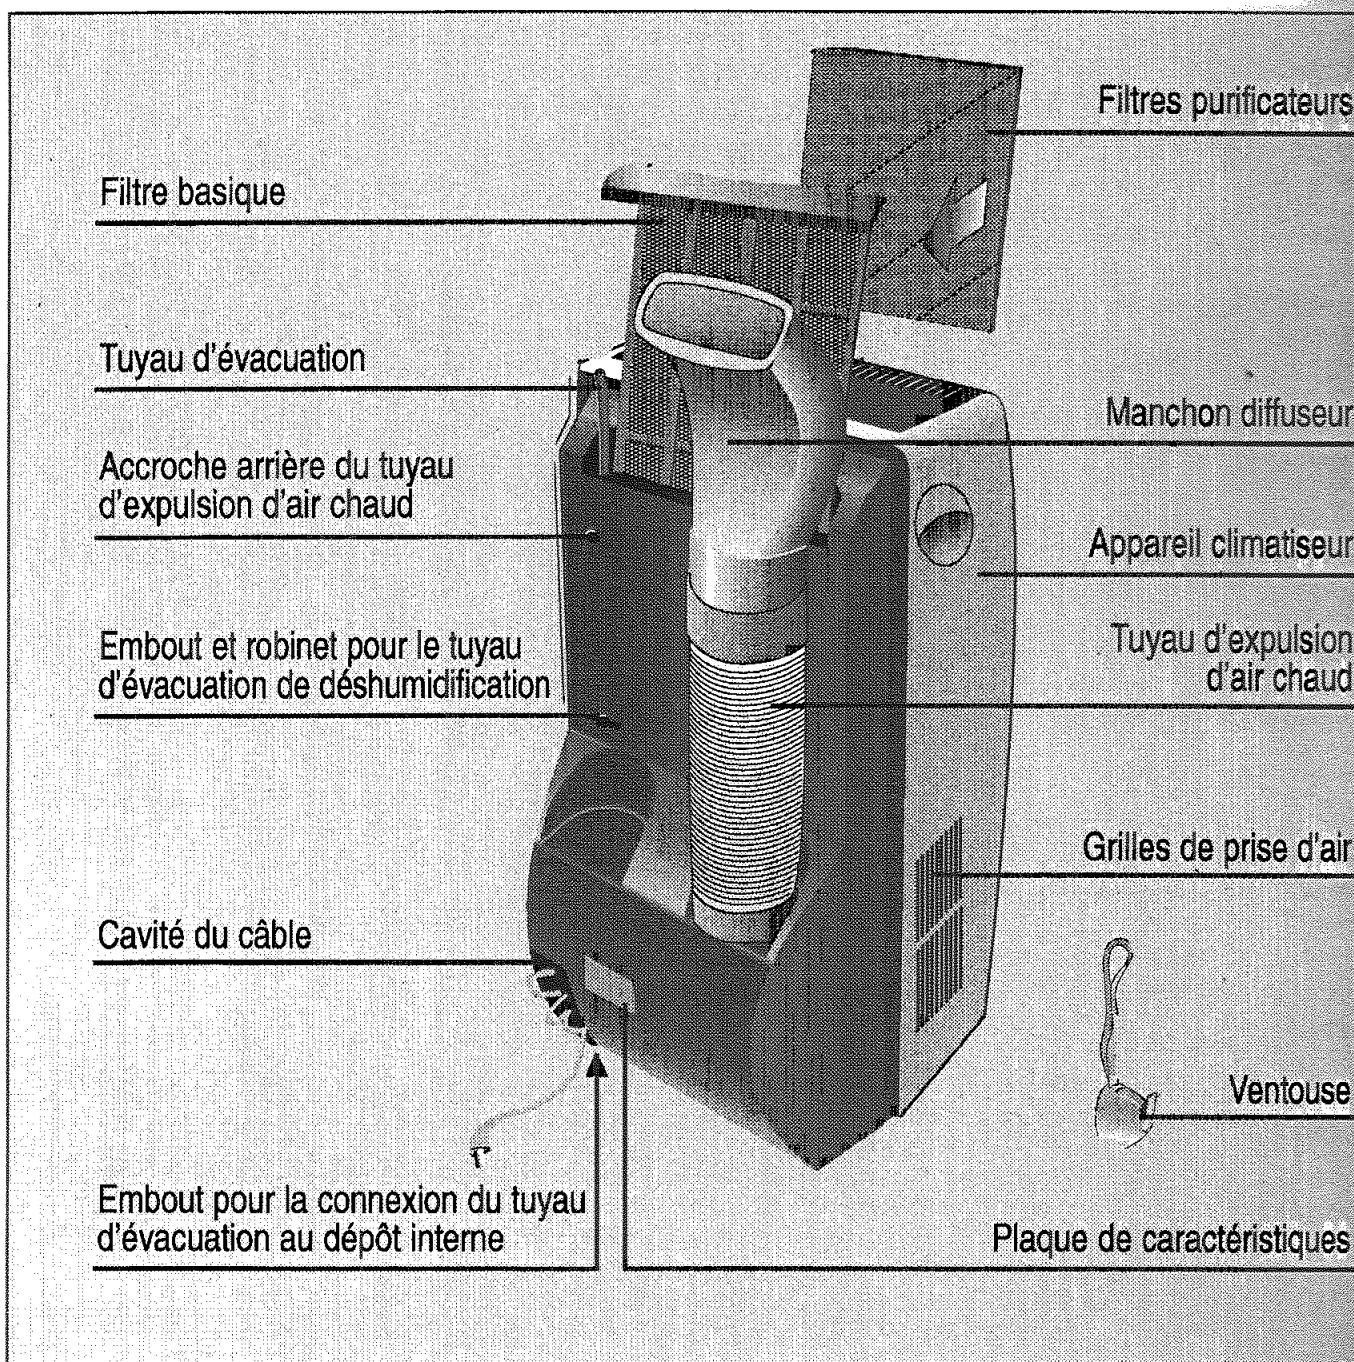 Filtres purificateurs
Filtre basique
Tuyau d'évacuation
Manchon diffuseur
Accroche arrière du tuyau
d'expulsion d'air chaud
Appareil climatiseur
Embout et robinet pour le tuyau
d'évacuation de déshumidification
Tuyau d'expulsion
d'air chaud
Grilles de prise d'air
Cavité du câble
Ventouse
Embout pour la connexion du tuyau
d'évacuation au dépôt interne
Plaque de caractéristiques